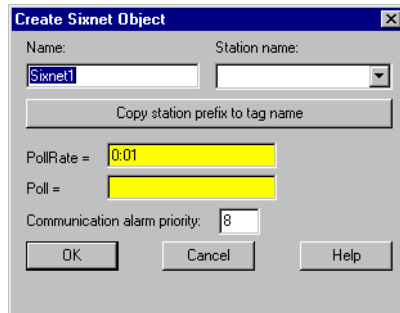 Create Sixnet Object
Name: Station name:
Sixnet1
Copy station prefix to tag name
PollRate = 0:01
Poll =
Communication alarm priority: 8
OK Cancel Help